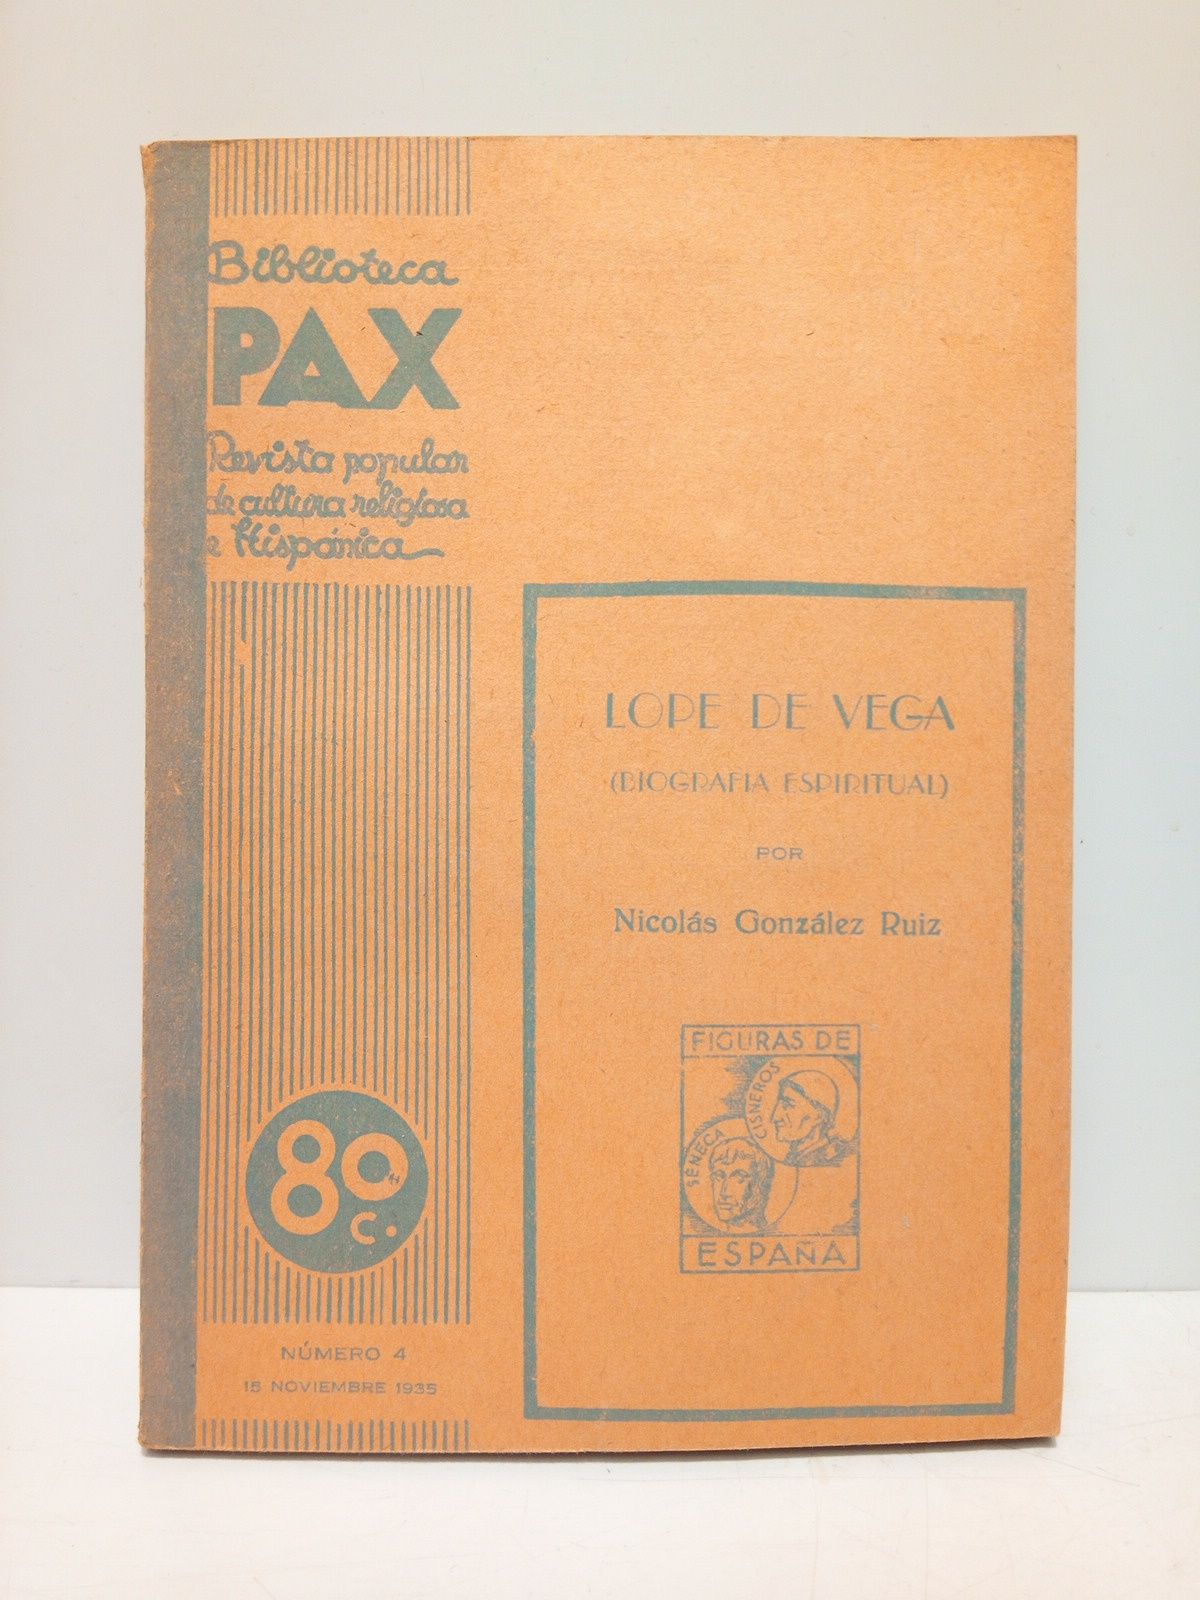 Biblioteca
PAX
Revista popular
de cultura religiosa
e Hispánica
80
c.
NÚMERO 4
15 NOVIEMBRE 1935
LOPE DE VEGA
(BIOGRAFIA ESPIRITUAL)
POR
Nicolás González Ruiz
FIGURAS DE
CISNEROS
SÉNECA
ESPAÑA